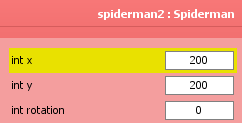 spiderman2 : Spiderman
int x 200
int y 200
int rotation 0